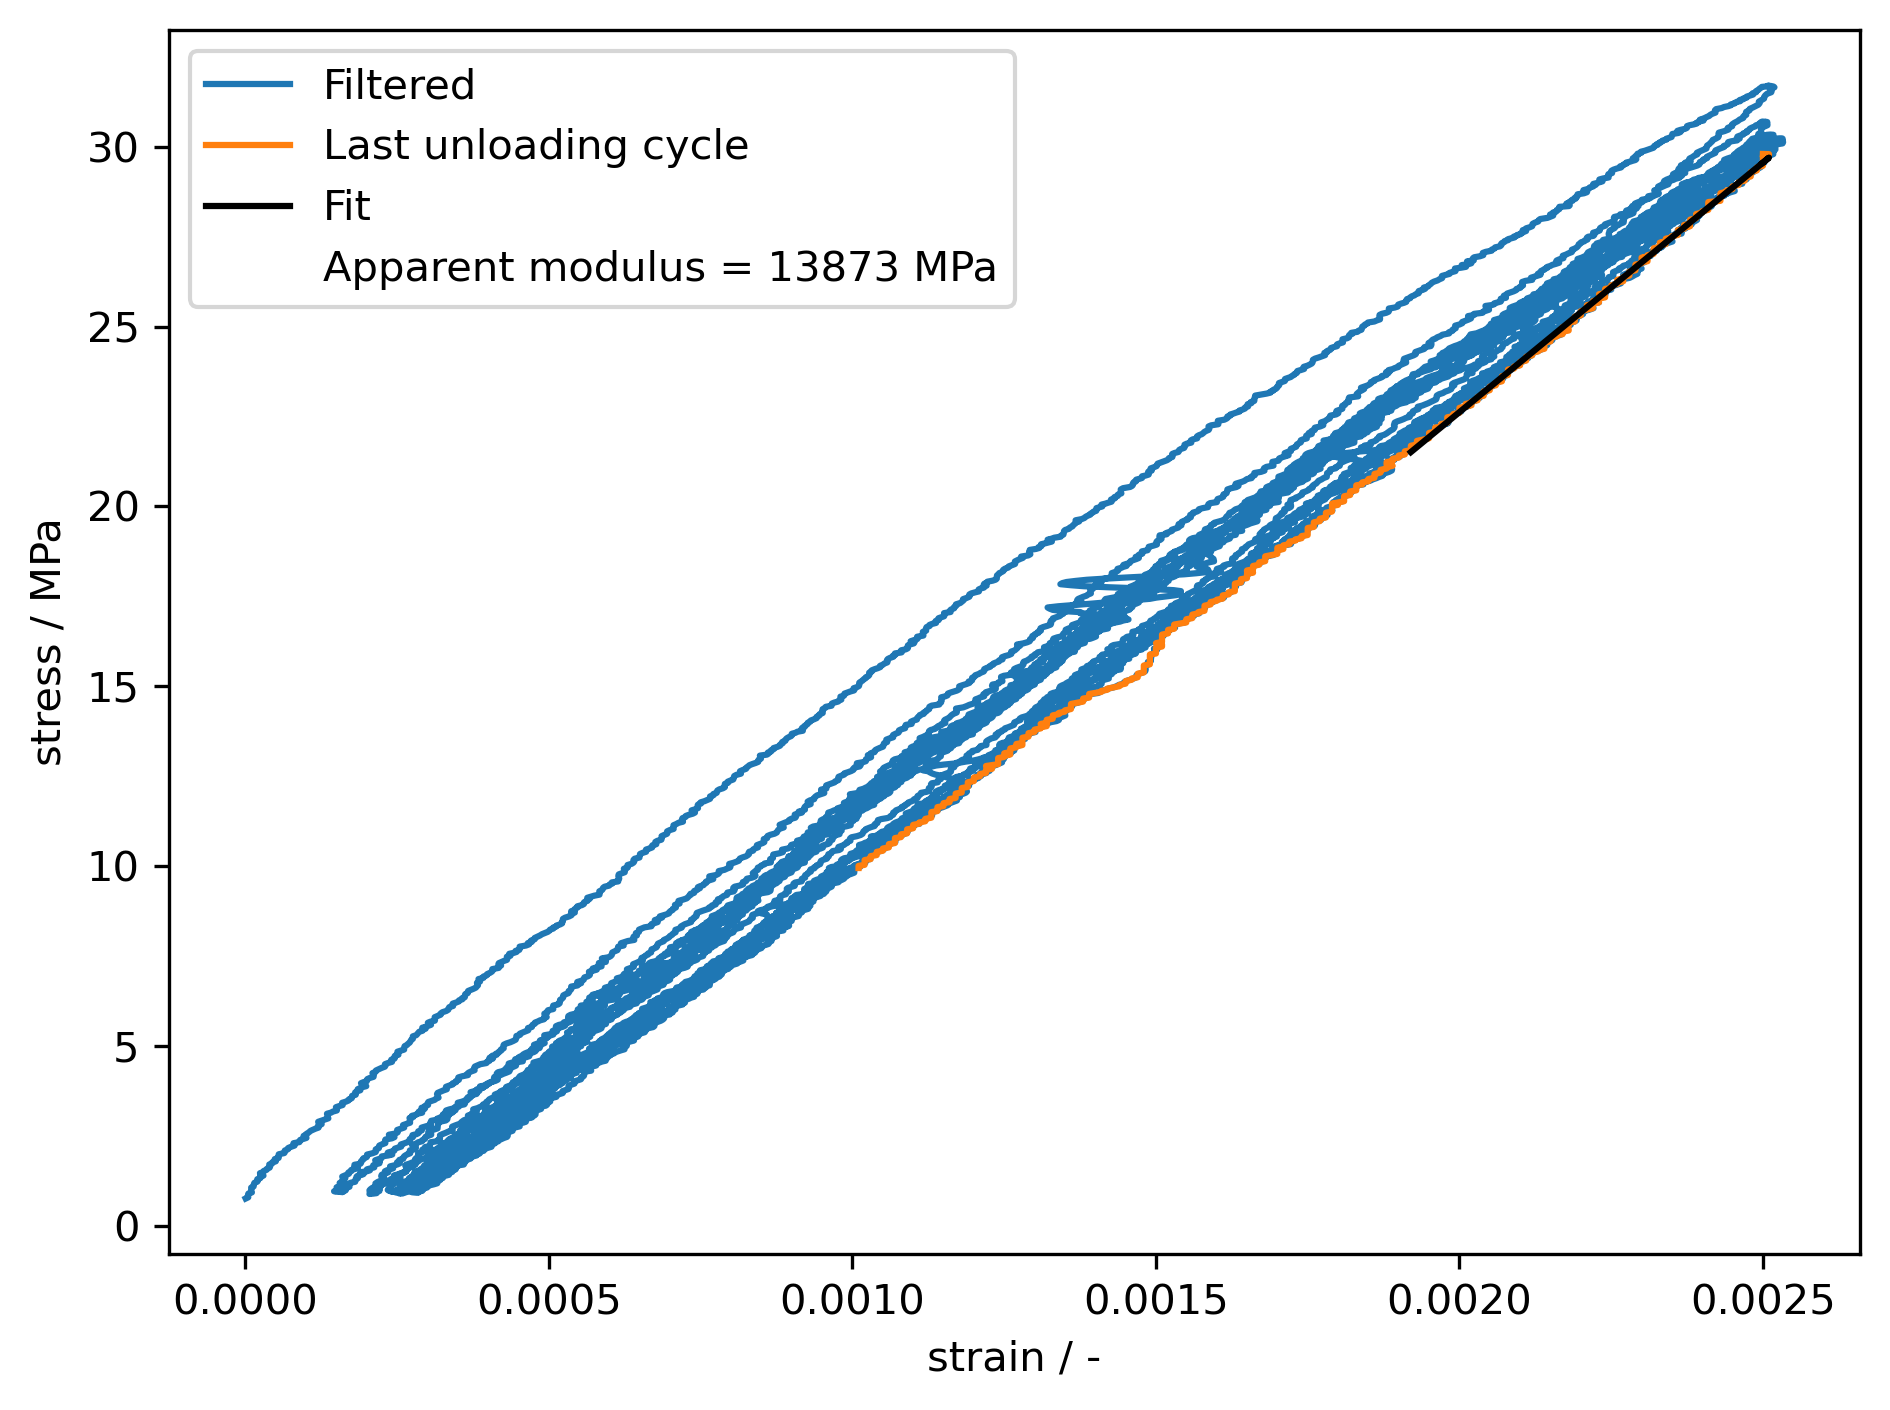 Filtered
Last unloading cycle
Fit
Apparent modulus = 13873 MPa
30
25
20
15
10
5
0
stress / MPa
0.0000 0.0005 0.0010 0.0015 0.0020 0.0025
strain / -